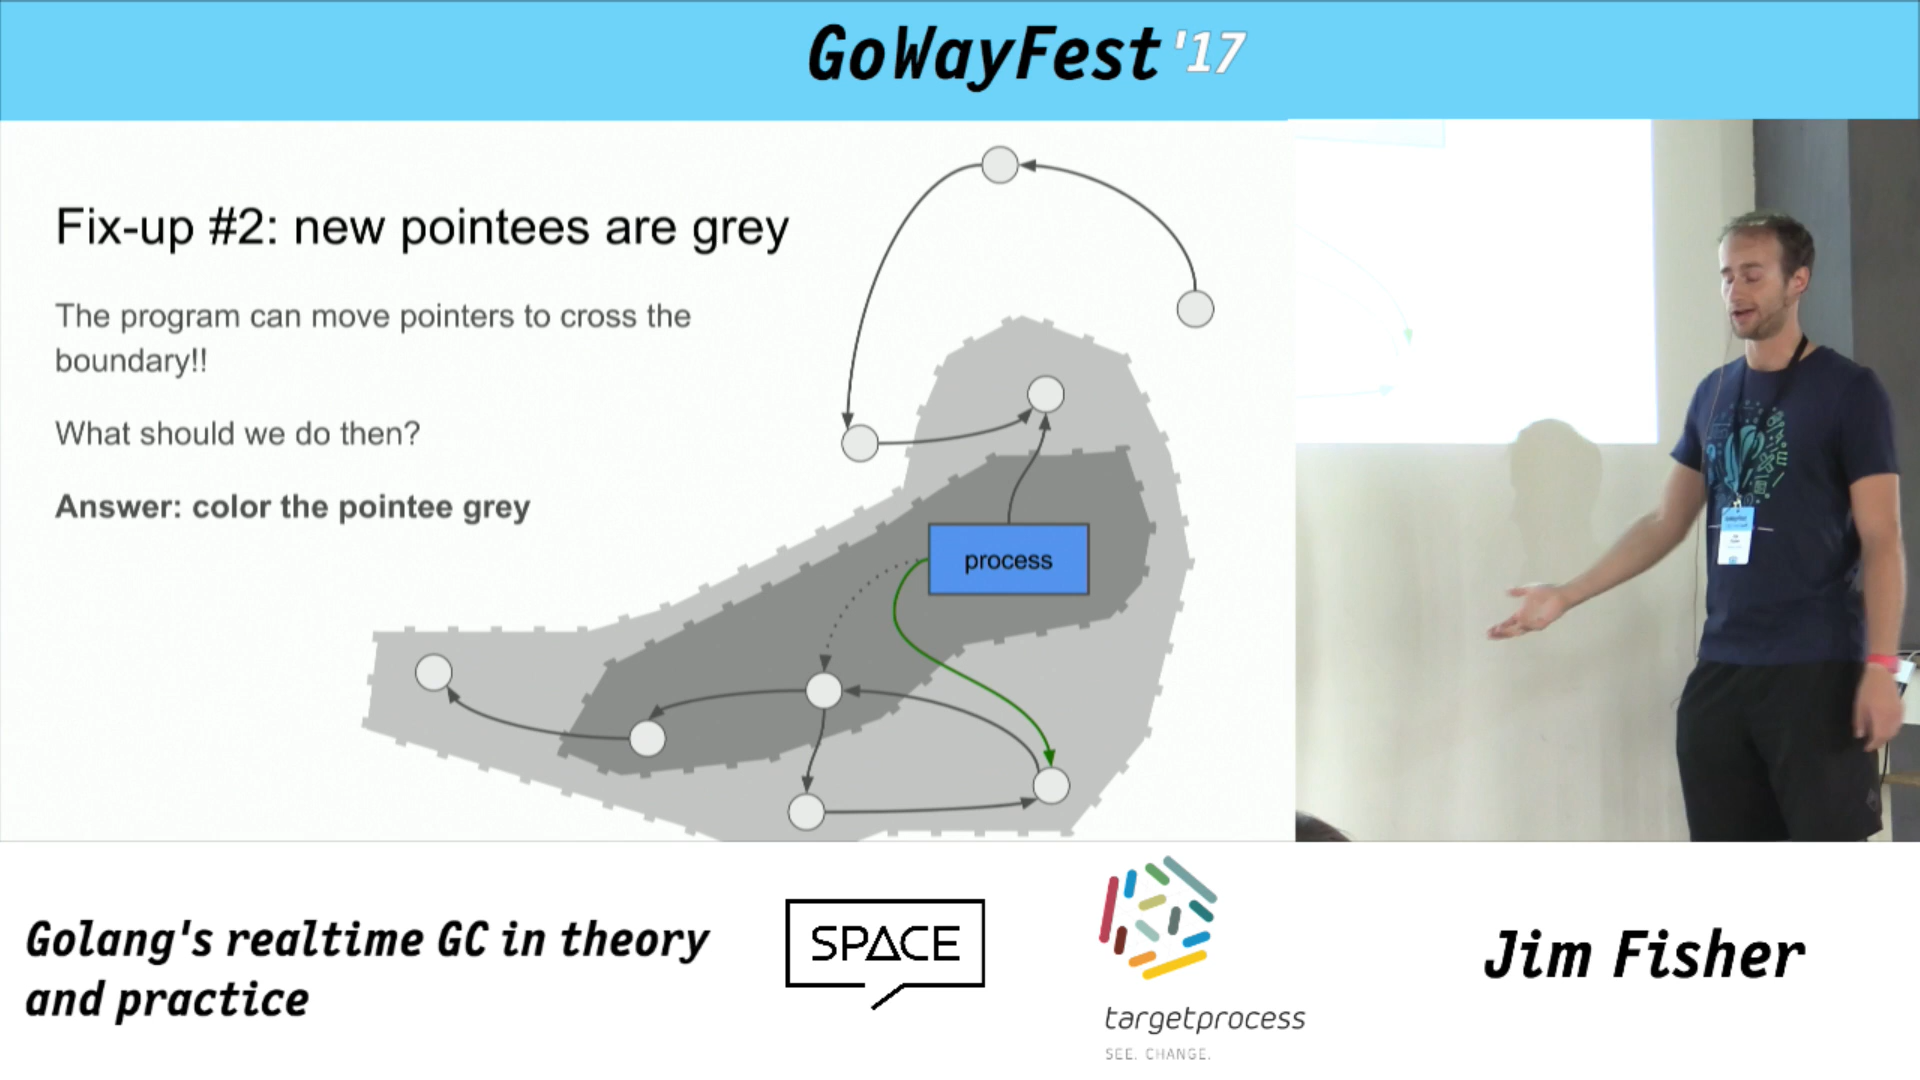 GoWayFest '17
Fix-up #2: new pointees are grey
The program can move pointers to cross the
boundary!!
What should we do then?
Answer: color the pointee grey
process
Golang's realtime GC in theory
and practice
SPACE
targetprocess
SEE. CHANGE.
Jim Fisher